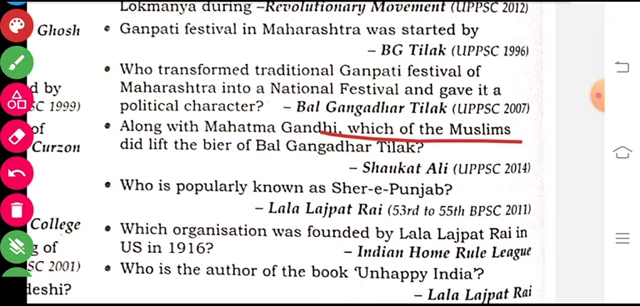 Lokmanya during –Revolutionary Movement (UPPSC 2012)
Ghosh
• Ganpati festival in Maharashtra was started by
– BG Tilak (UPPSC 1996)
• Who transformed traditional Ganpati festival of
d by
Maharashtra into a National Festival and gave it a
SC 1999)
political character? – Bal Gangadhar Tilak (UPPSC 2007)
of
• Along with Mahatma Gandhi, which of the Muslims
Curzon
did lift the bier of Bal Gangadhar Tilak?
– Shaukat Ali (UPPSC 2014)
• Who is popularly known as Sher-e-Punjab?
– Lala Lajpat Rai (53rd to 55th BPSC 2011)
College
• Which organisation was founded by Lala Lajpat Rai in
g of
US in 1916? – Indian Home Rule League
SC 2001)
• Who is the author of the book ‘Unhappy India’?
deshi?
– Lala Lajpat Rai